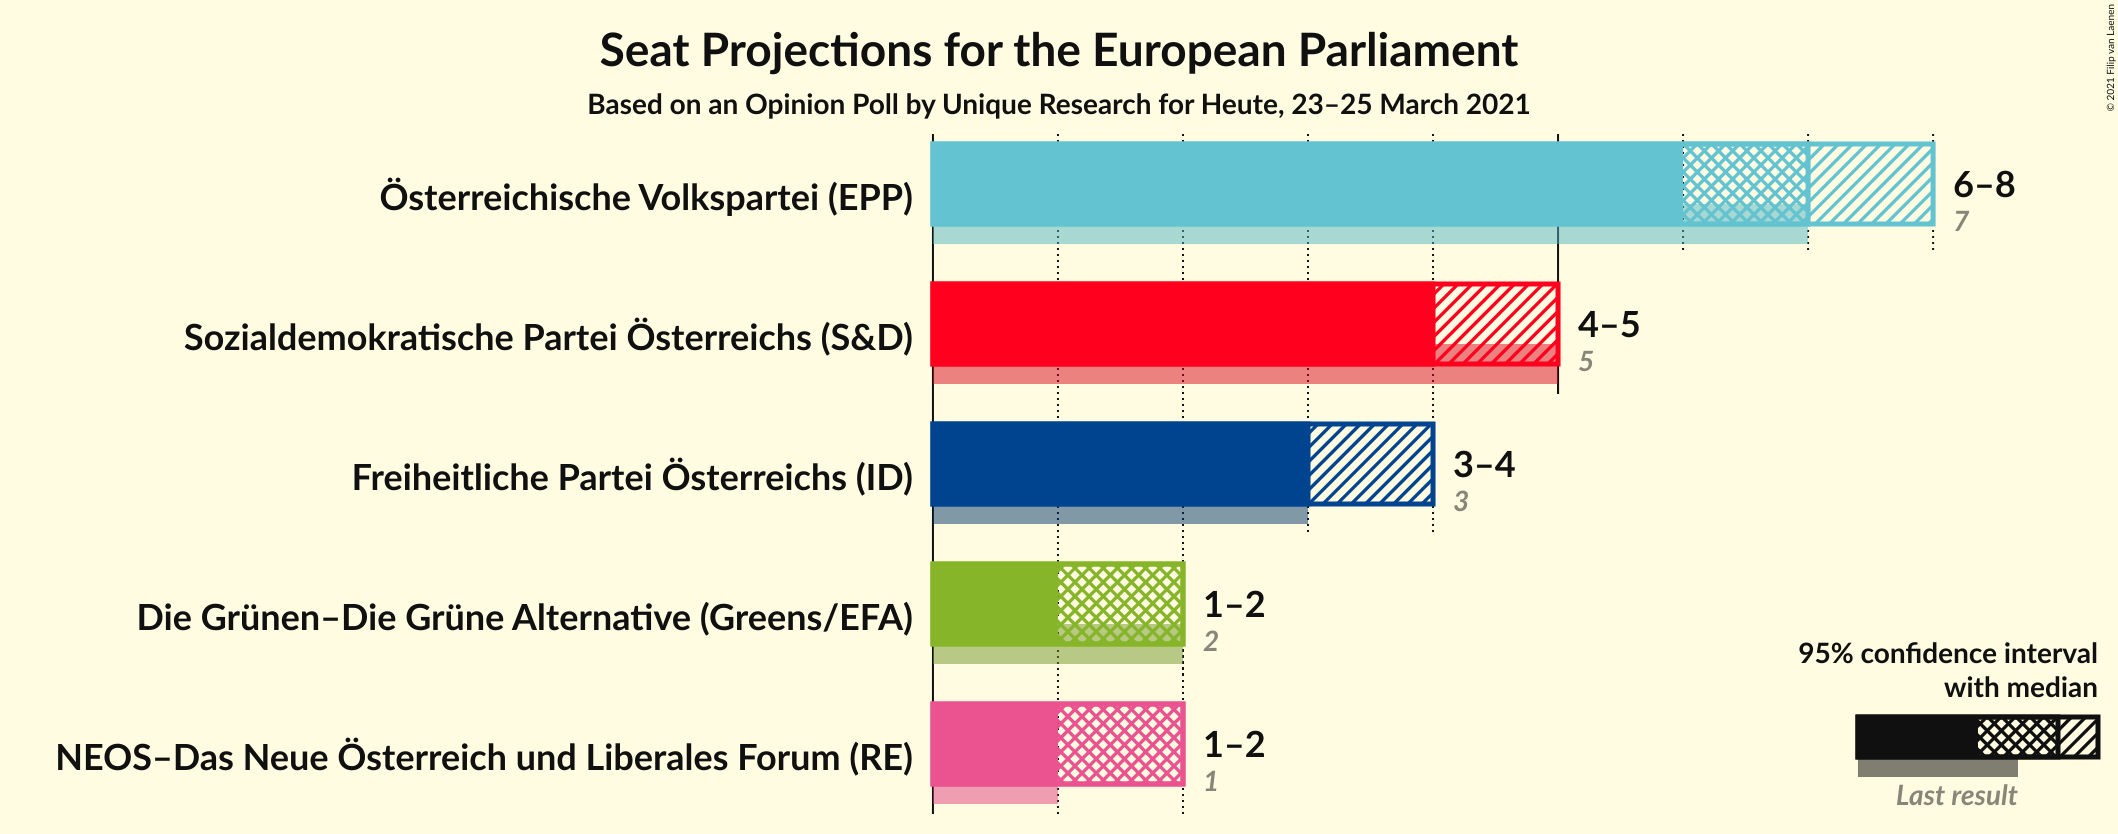 Seat Projections for the European Parliament
Based on an Opinion Poll by Unique Research for Heute, 23–25 March 2021
© 2021 Filip van Laenen
Österreichische Volkspartei (EPP)
6–8
7
Sozialdemokratische Partei Österreichs (S&D)
4–5
5
Freiheitliche Partei Österreichs (ID)
3–4
3
Die Grünen–Die Grüne Alternative (Greens/EFA)
1–2
2
NEOS–Das Neue Österreich und Liberales Forum (RE)
1–2
1
95% confidence interval
with median
Last result